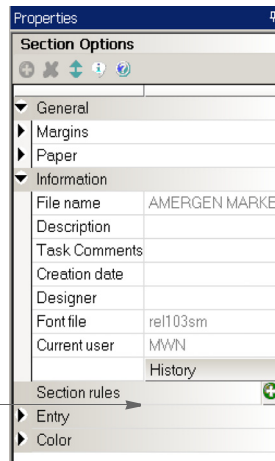 Properties
Section Options
General
Margins
Paper
Information
File name AMERGEN MARKE
Description
Task Comments
Creation date
Designer
Font file rel103sm
Current user MWN
History
Section rules
Entry
Color